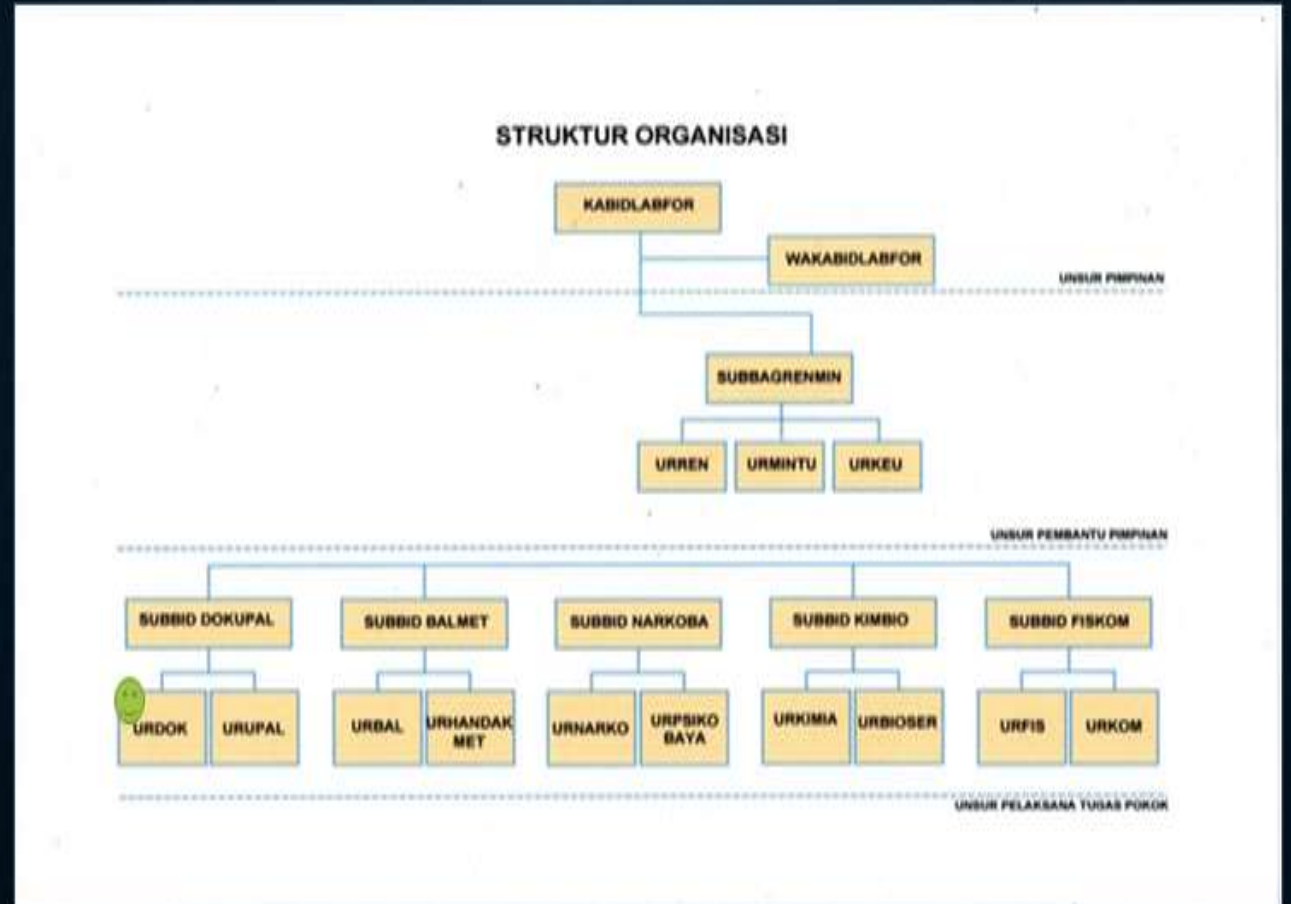 STRUKTUR ORGANISASI
KABIDLABFOR
WAKABIDLABFOR
UNSUR PIMPINAN
SUBBAGRENMIN
URREN
URMINTU
URKEU
UNSUR PEMBANTU PIMPINAN
SUBBID DOKUPAL
SUBBID BALMET
SUBBID NARKOBA
SUBBID KIMBIO
SUBBID FISKOM
URDOK
URUPAL
URBAL
URHANDAK
MET
URNARKO
URPSIKO
BAYA
URKIMIA
URBIOSER
URFIS
URKOM
UNSUR PELAKSANA TUGAS POKOK